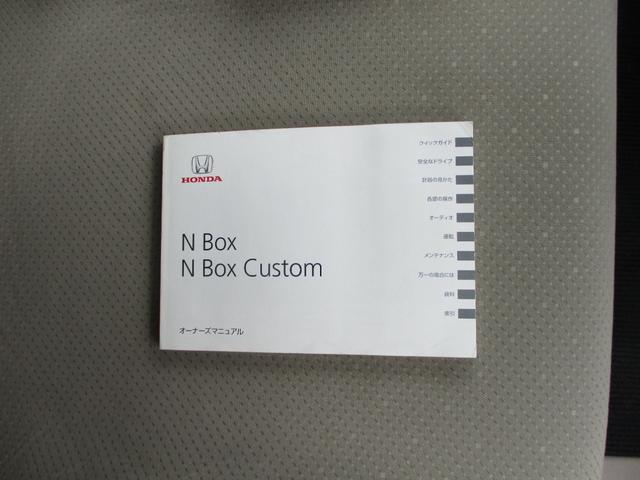 HONDA
N Box
N Box Custom
オーナーズマニュアル
クイックガイド
安全なドライブ
計器の見かた
各部の操作
オーディオ
運転
メンテナンス
万一の場合には
資料
索引